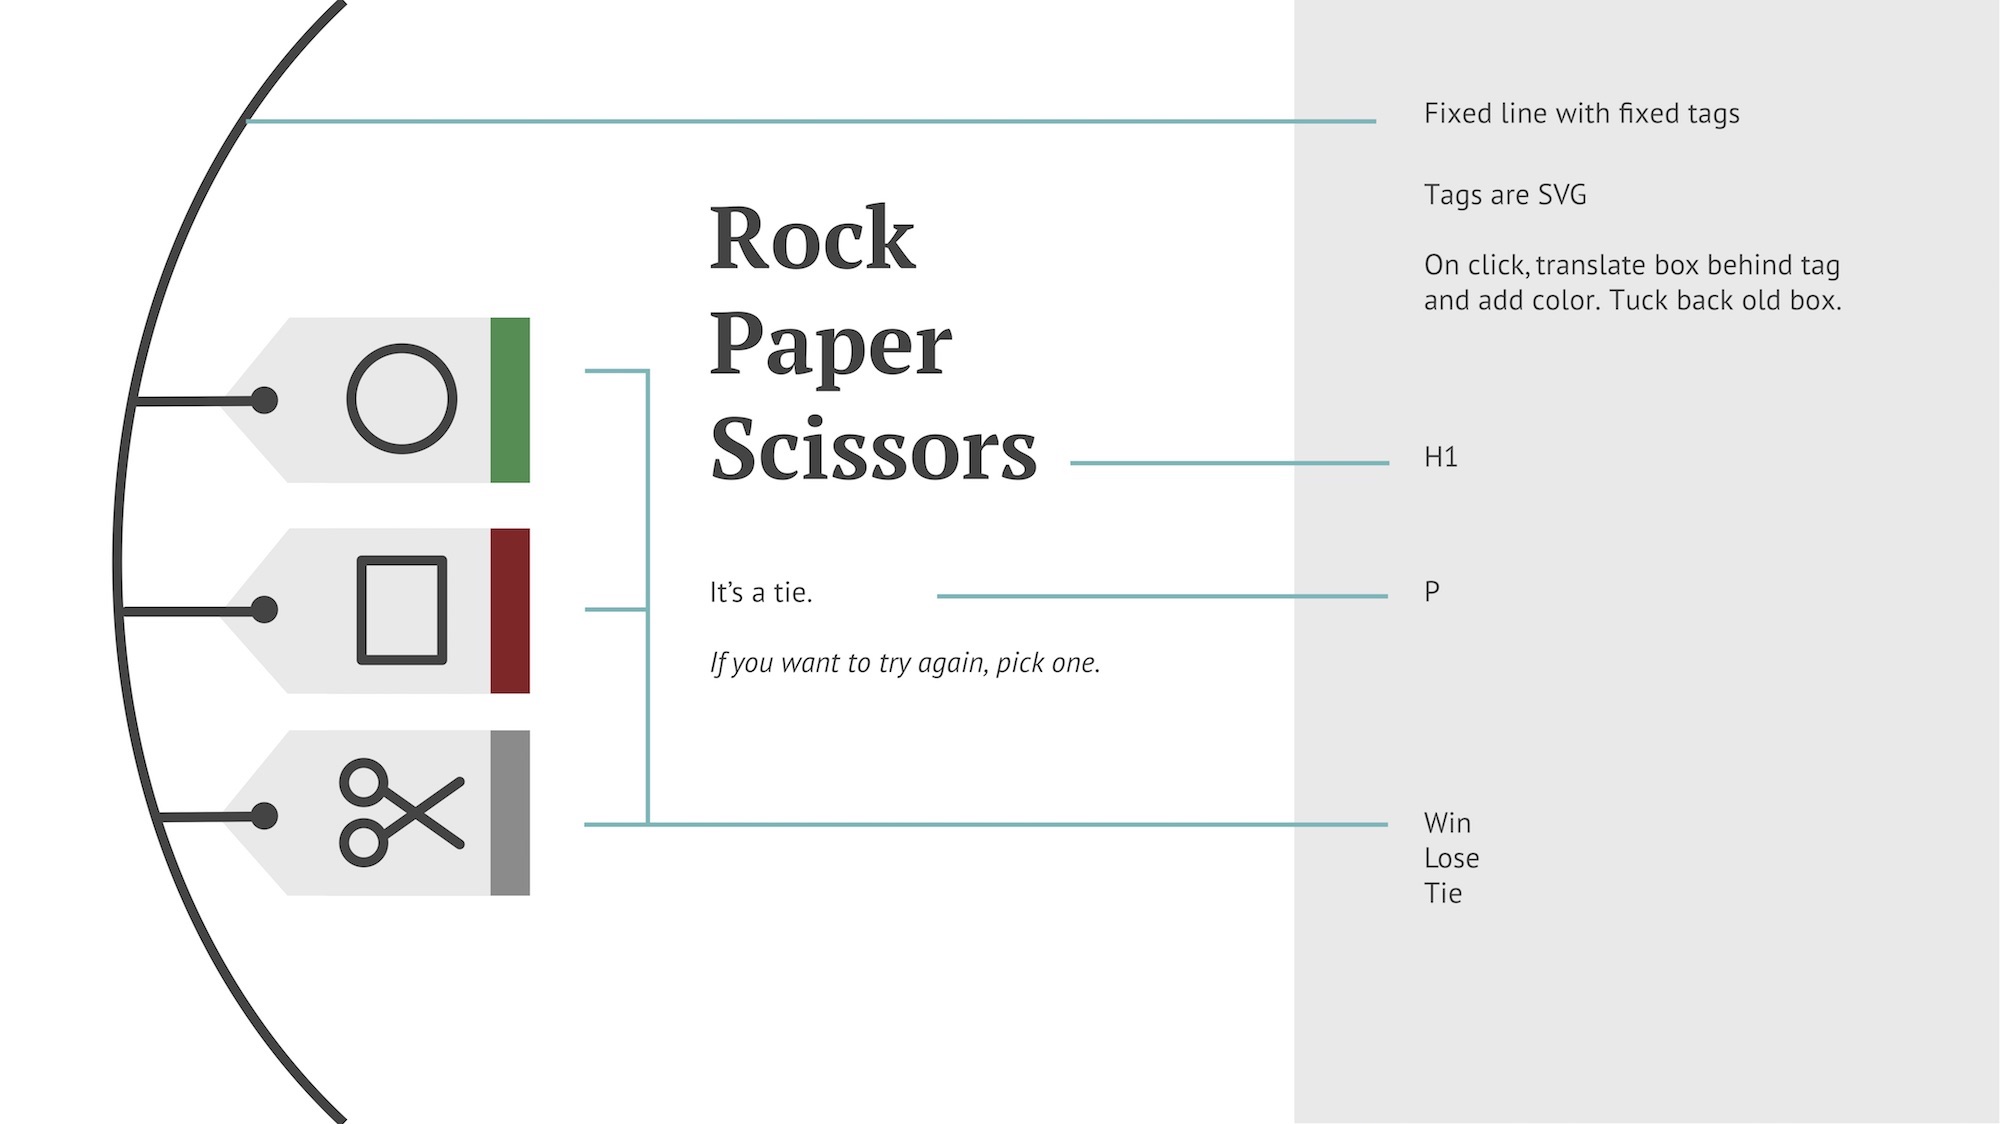 Rock
Paper
Scissors
It’s a tie.
If you want to try again, pick one.
Fixed line with fixed tags
Tags are SVG
On click, translate box behind tag
and add color. Tuck back old box.
H1
P
Win
Lose
Tie